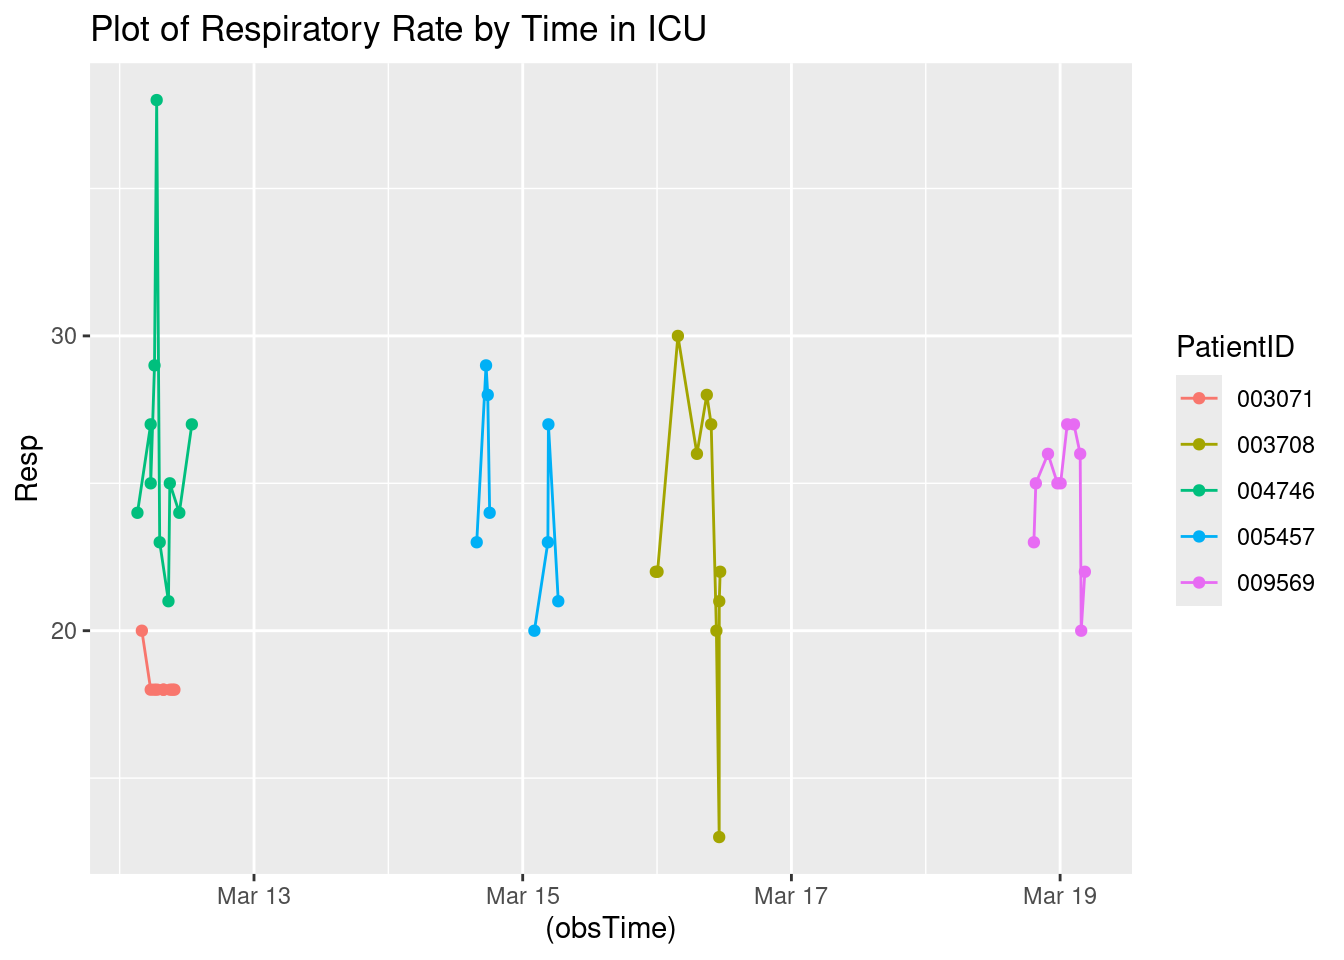 Plot of Respiratory Rate by Time in ICU
Resp
30
20
Mar 13
Mar 15
Mar 17
Mar 19
(obsTime)
PatientID
003071
003708
004746
005457
009569